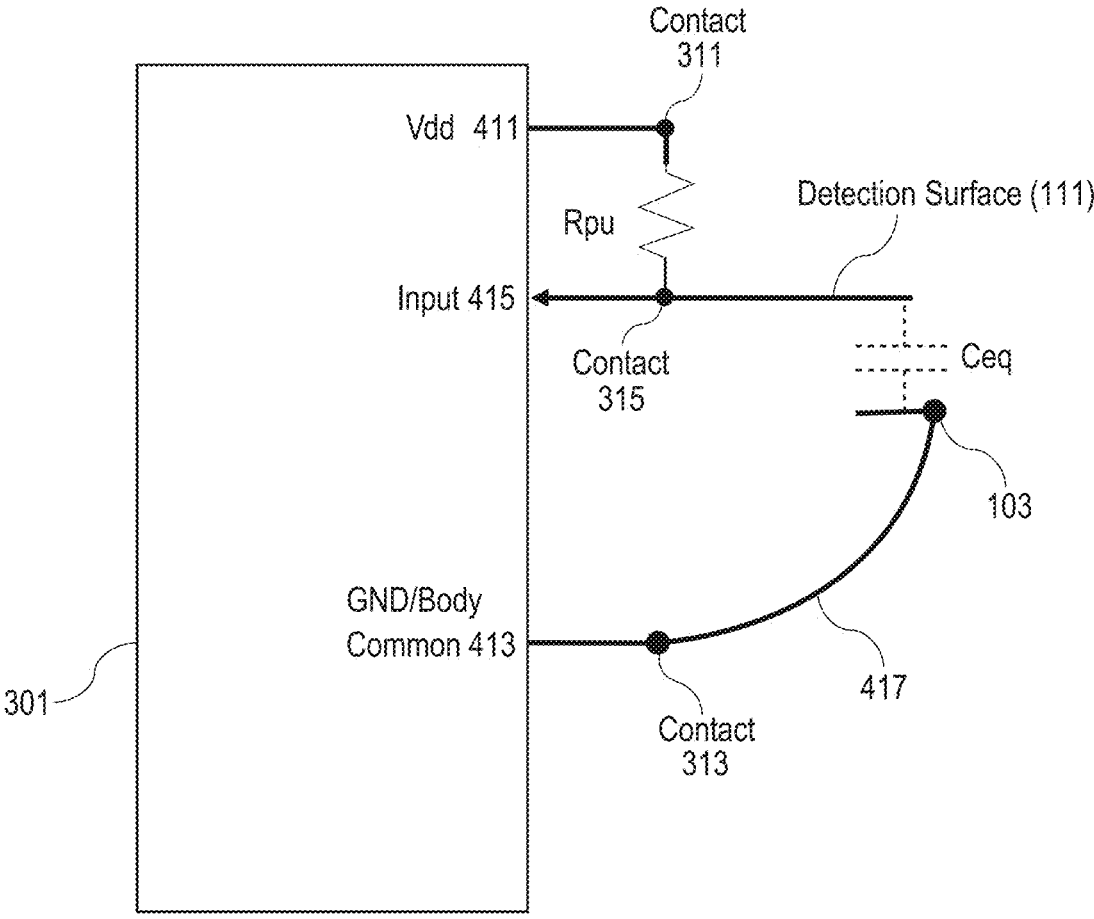 Contact
311
Vdd 411
Detection Surface (111)
Rpu
Input 415
Contact
315
Ceq
103
GND/Body
Common 413
417
301
Contact
313